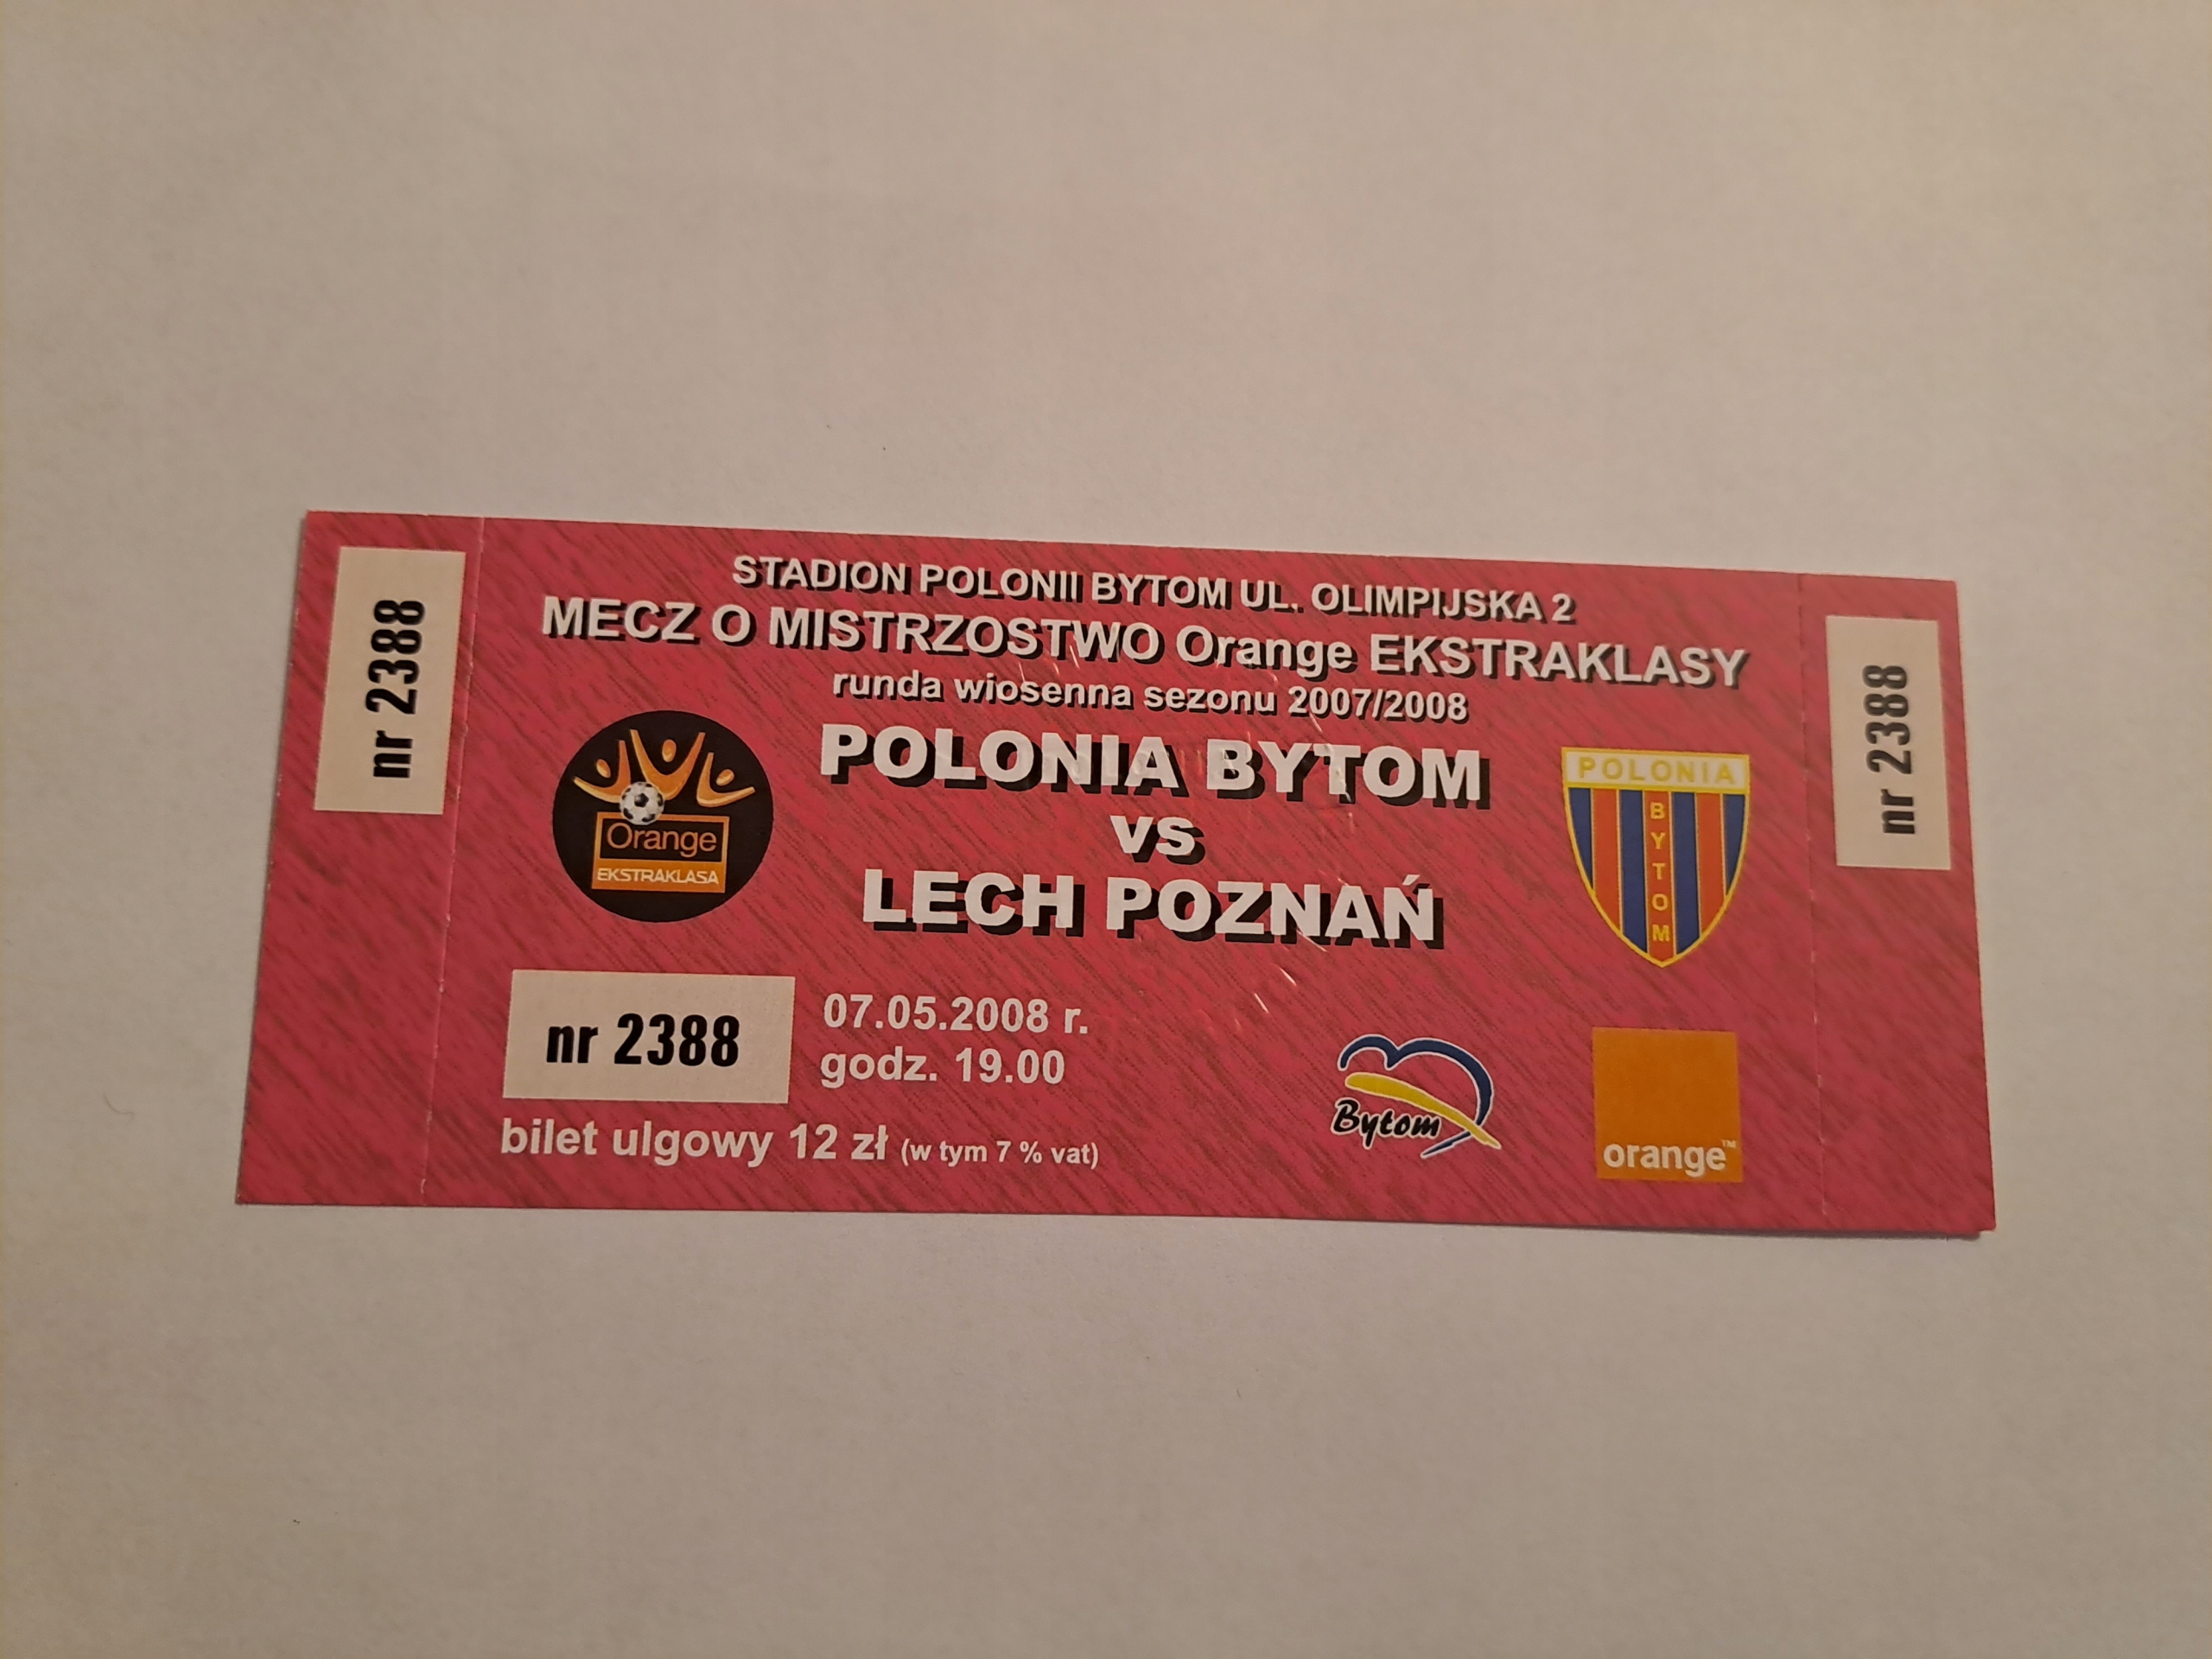 STADION POLONII BYTOM UL. OLIMPIJSKA 2
MECZ O MISTRZOSTWO Orange EKSTRAKLASY
runda wiosenna sezonu 2007/2008
POLONIA BYTOM
vs
LECH POZNAŃ
nr 2388
Orange
EKSTRAKLASA
POLONIA
BYTOM
nr 2388
nr 2388
07.05.2008 r.
godz. 19.00
bilet ulgowy 12 zł (w tym 7 % vat)
Bytom
orange™